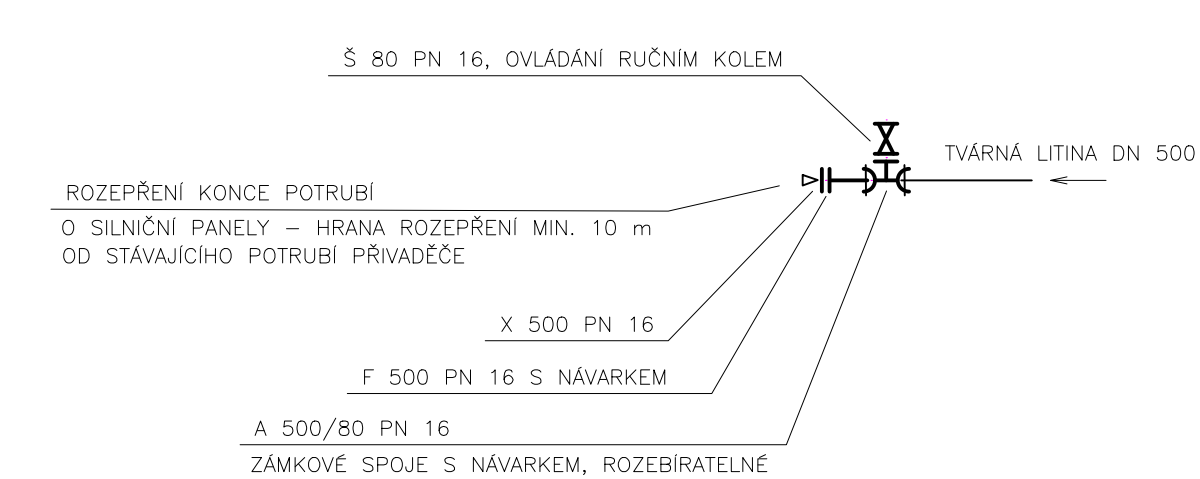 Š 80 PN 16, OVLÁDÁNÍ RUČNÍM KOLEM
TVÁRNÁ LITINA DN 500
ROZEPŘENÍ KONCE POTRUBÍ
O SILNIČNÍ PANELY – HRANA ROZEPŘENÍ MIN. 10 m
OD STÁVAJÍCÍHO POTRUBÍ PŘIVADĚČE
X 500 PN 16
F 500 PN 16 S NÁVARKEM
A 500/80 PN 16
ZÁMKOVÉ SPOJE S NÁVARKEM, ROZEBÍRATELNÉ